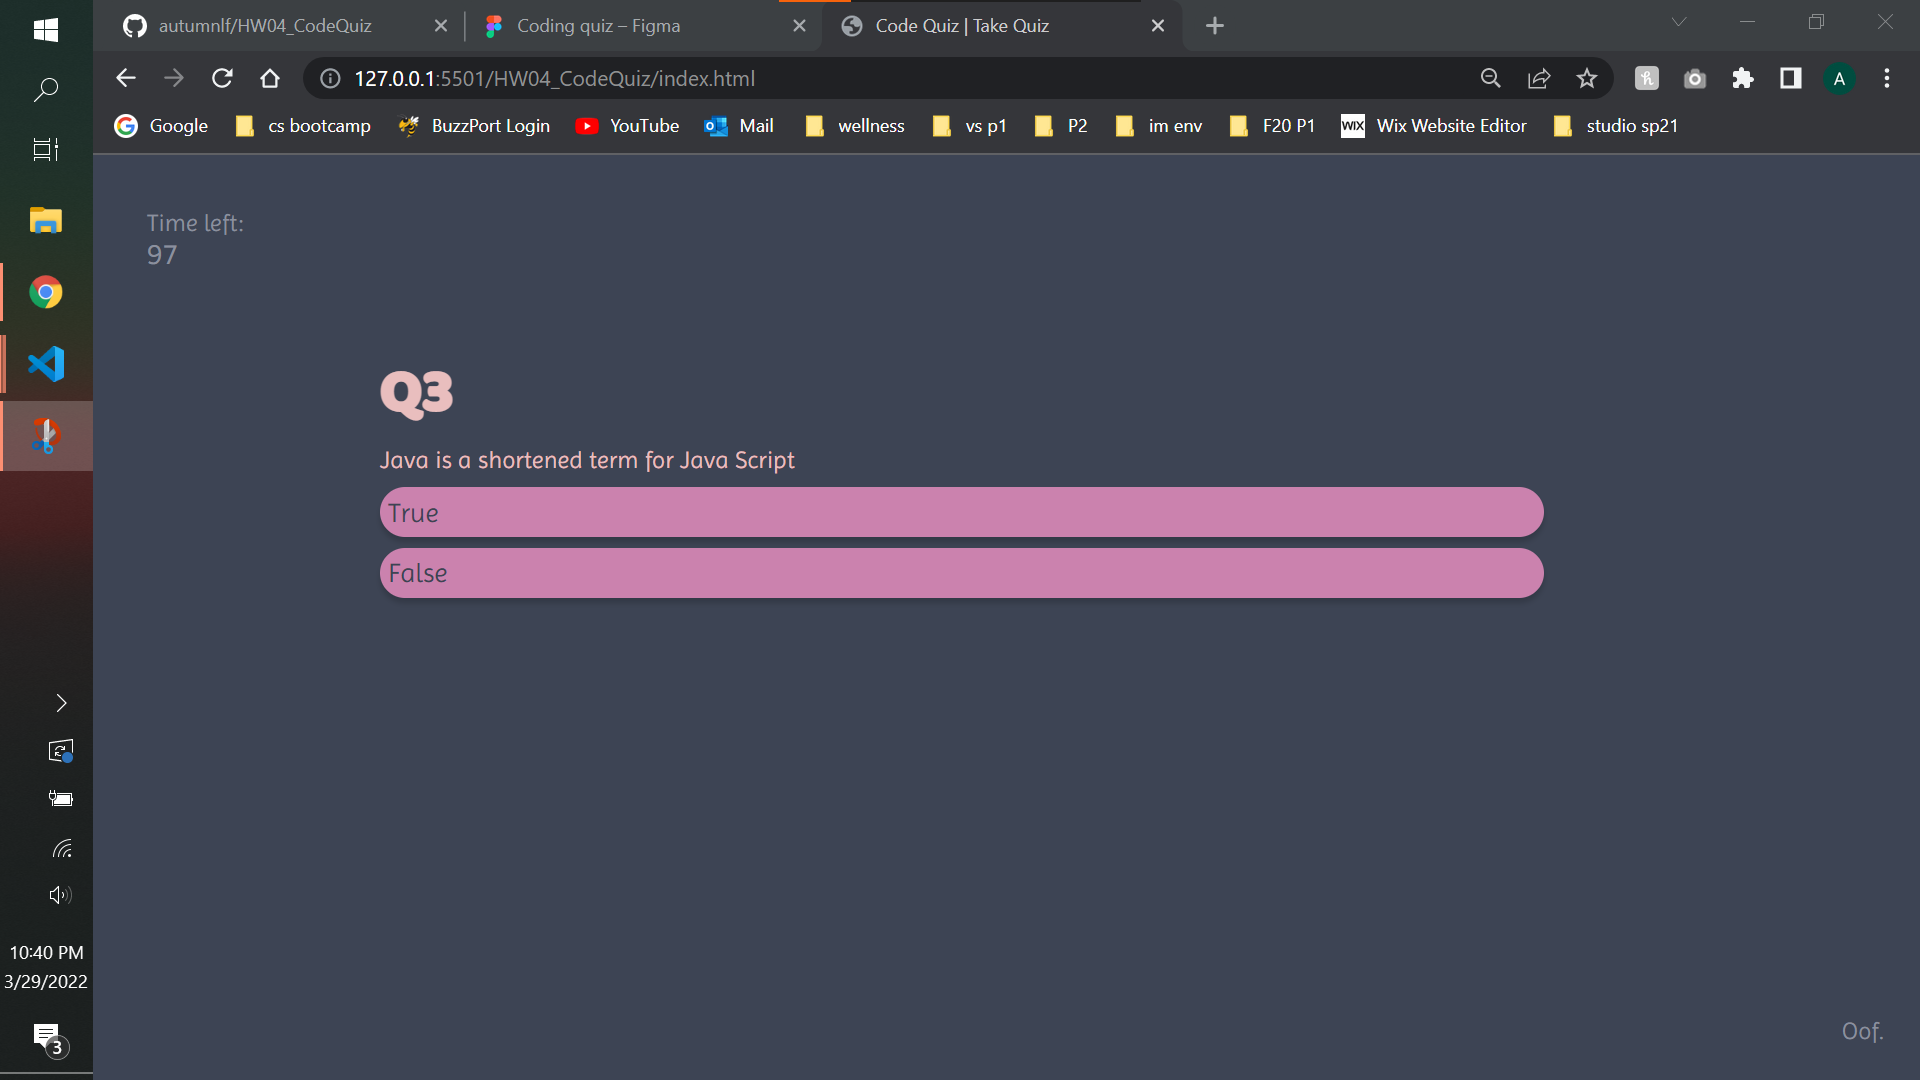 autumnlf/HW04_CodeQuiz
Coding quiz – Figma
Code Quiz | Take Quiz
127.0.0.1:5501/HW04_CodeQuiz/index.html
A
Google
cs bootcamp
BuzzPort Login
YouTube
Mail
wellness
vs p1
P2
im env
F20 P1
WIX
Wix Website Editor
studio sp21
Time left:
97
Q3
Java is a shortened term for Java Script
True
False
10:40 PM
3/29/2022
3
Oof.